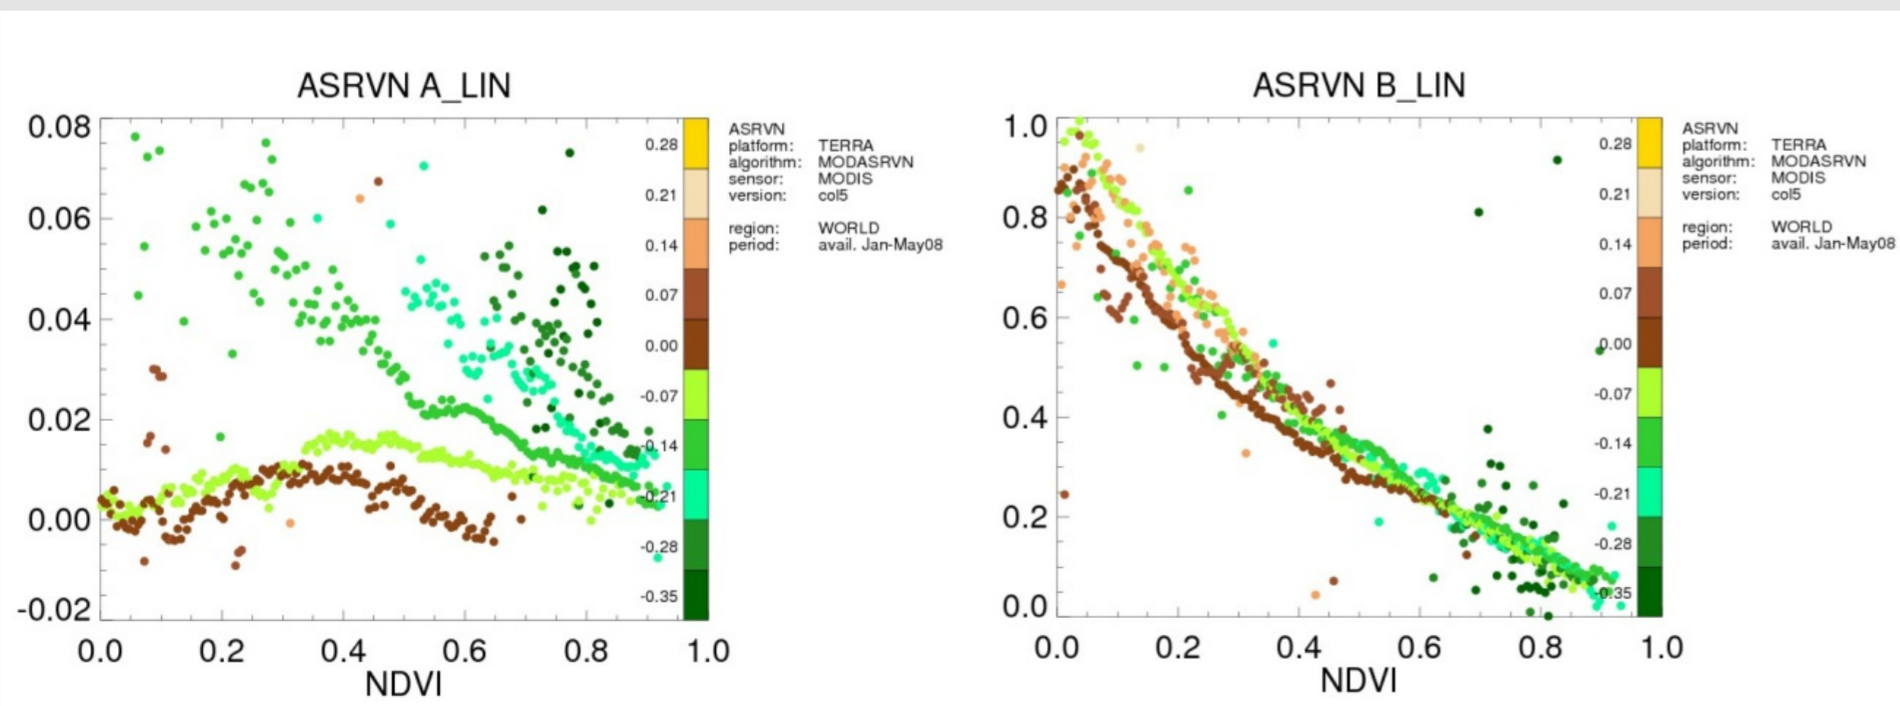 ASRVN A_LIN
0.08
0.06
0.04
0.02
0.00
-0.02
0.0 0.2 0.4 0.6 0.8 1.0
NDVI
0.28
0.21
0.14
0.07
0.00
-0.07
-0.14
-0.21
-0.28
-0.35
ASRVN
platform: TERRA
algorithm: MODASRVN
sensor: MODIS
version: col5
region: WORLD
period: avail. Jan-May08
ASRVN B_LIN
1.0
0.8
0.6
0.4
0.2
0.0
0.0 0.2 0.4 0.6 0.8 1.0
NDVI
0.28
0.21
0.14
0.07
0.00
-0.07
-0.14
-0.21
-0.28
-0.35
ASRVN
platform: TERRA
algorithm: MODASRVN
sensor: MODIS
version: col5
region: WORLD
period: avail. Jan-May08